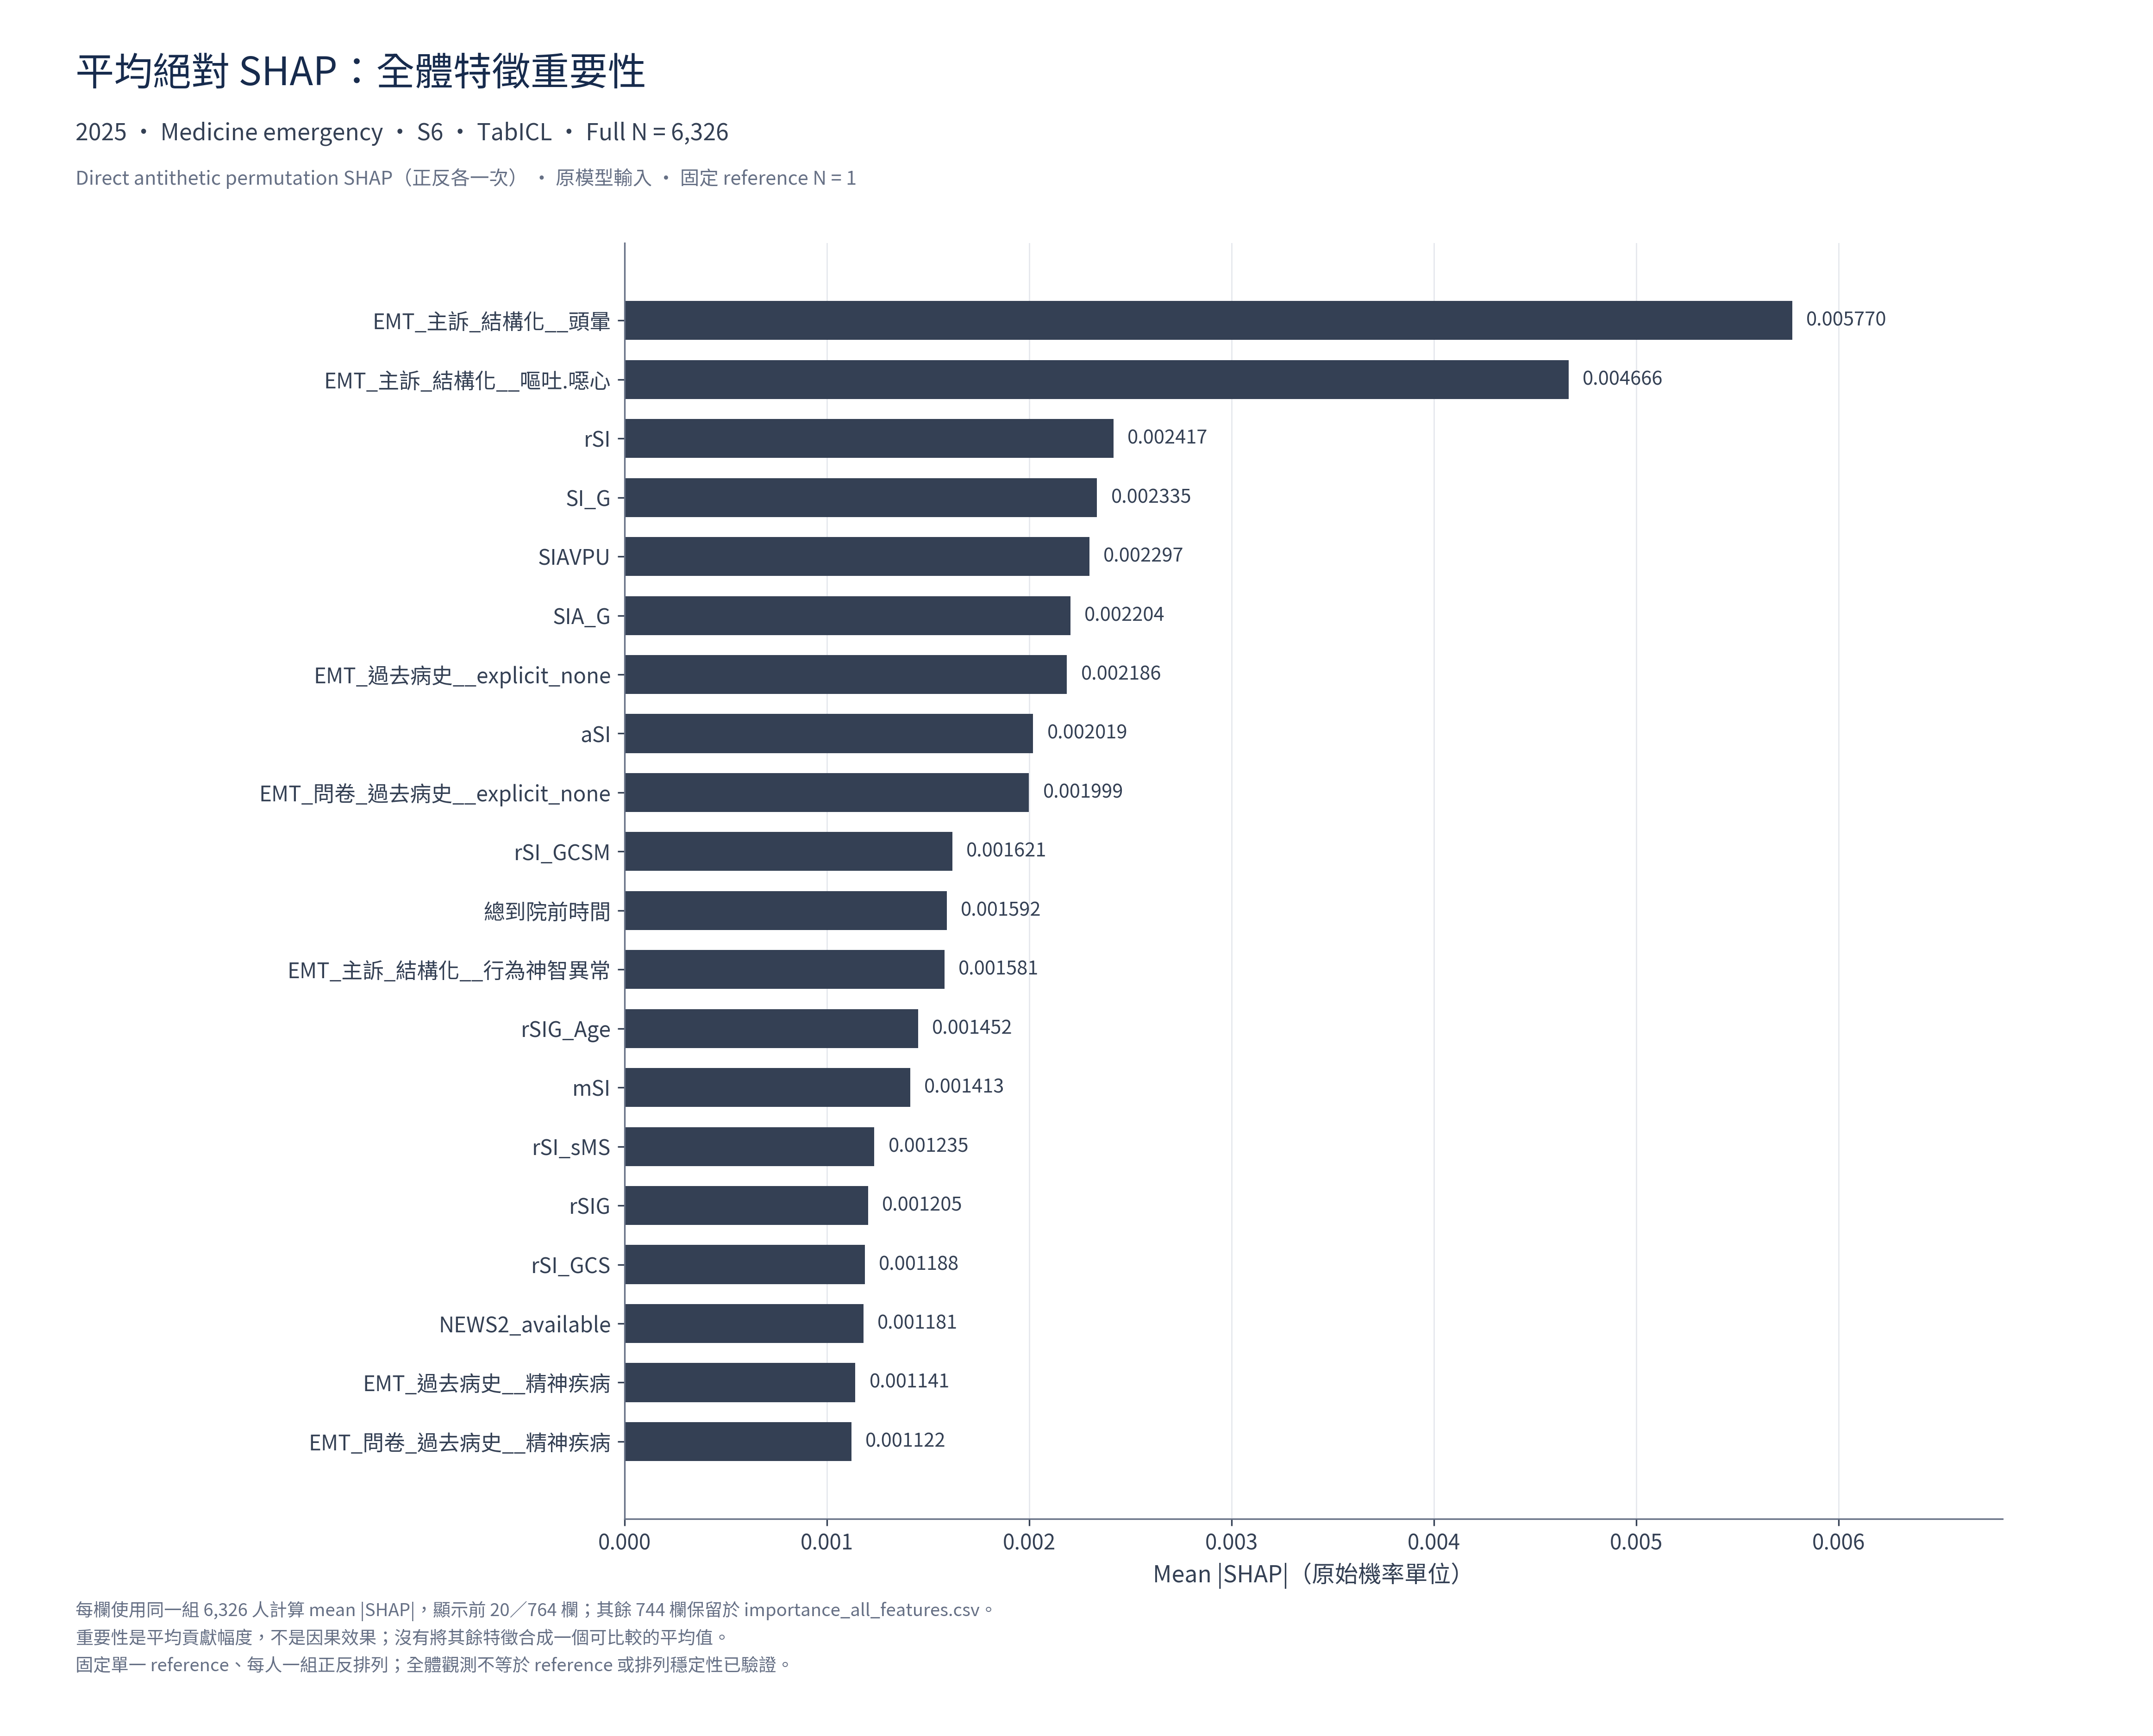 平均絕對 SHAP：全體特徵重要性
2025 • Medicine emergency • S6 • TabICL • Full N = 6,326
Direct antithetic permutation SHAP（正反各一次） • 原模型輸入 • 固定 reference N = 1
EMT_主訴_結構化__頭暈 0.005770
EMT_主訴_結構化__嘔吐.噁心 0.004666
rSI 0.002417
SI_G 0.002335
SIAVPU 0.002297
SIA_G 0.002204
EMT_過去病史__explicit_none 0.002186
aSI 0.002019
EMT_問卷_過去病史__explicit_none 0.001999
rSI_GCSM 0.001621
總到院前時間 0.001592
EMT_主訴_結構化__行為神智異常 0.001581
rSIG_Age 0.001452
mSI 0.001413
rSI_sMS 0.001235
rSIG 0.001205
rSI_GCS 0.001188
NEWS2_available 0.001181
EMT_過去病史__精神疾病 0.001141
EMT_問卷_過去病史__精神疾病 0.001122
0.000 0.001 0.002 0.003 0.004 0.005 0.006
Mean |SHAP|（原始機率單位）
每欄使用同一組 6,326 人計算 mean |SHAP|，顯示前 20／764 欄；其餘 744 欄保留於 importance_all_features.csv。
重要性是平均貢獻幅度，不是因果效果；沒有將其餘特徵合成一個可比較的平均值。
固定單一 reference、每人一組正反排列；全體觀測不等於 reference 或排列穩定性已驗證。